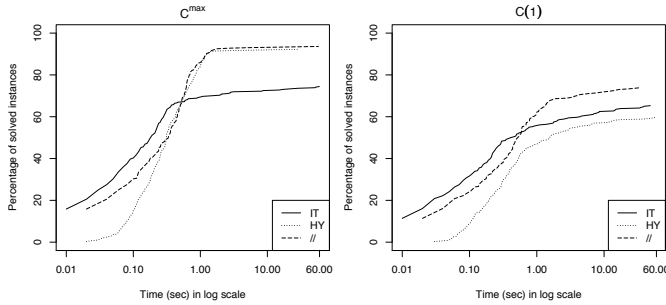 C^max
Percentage of solved instances
100
80
60
40
20
0
IT
HY
//
0.01
0.10
1.00
10.00
60.00
Time (sec) in log scale
C(1)
Percentage of solved instances
100
80
60
40
20
0
IT
HY
//
0.01
0.10
1.00
10.00
60.00
Time (sec) in log scale